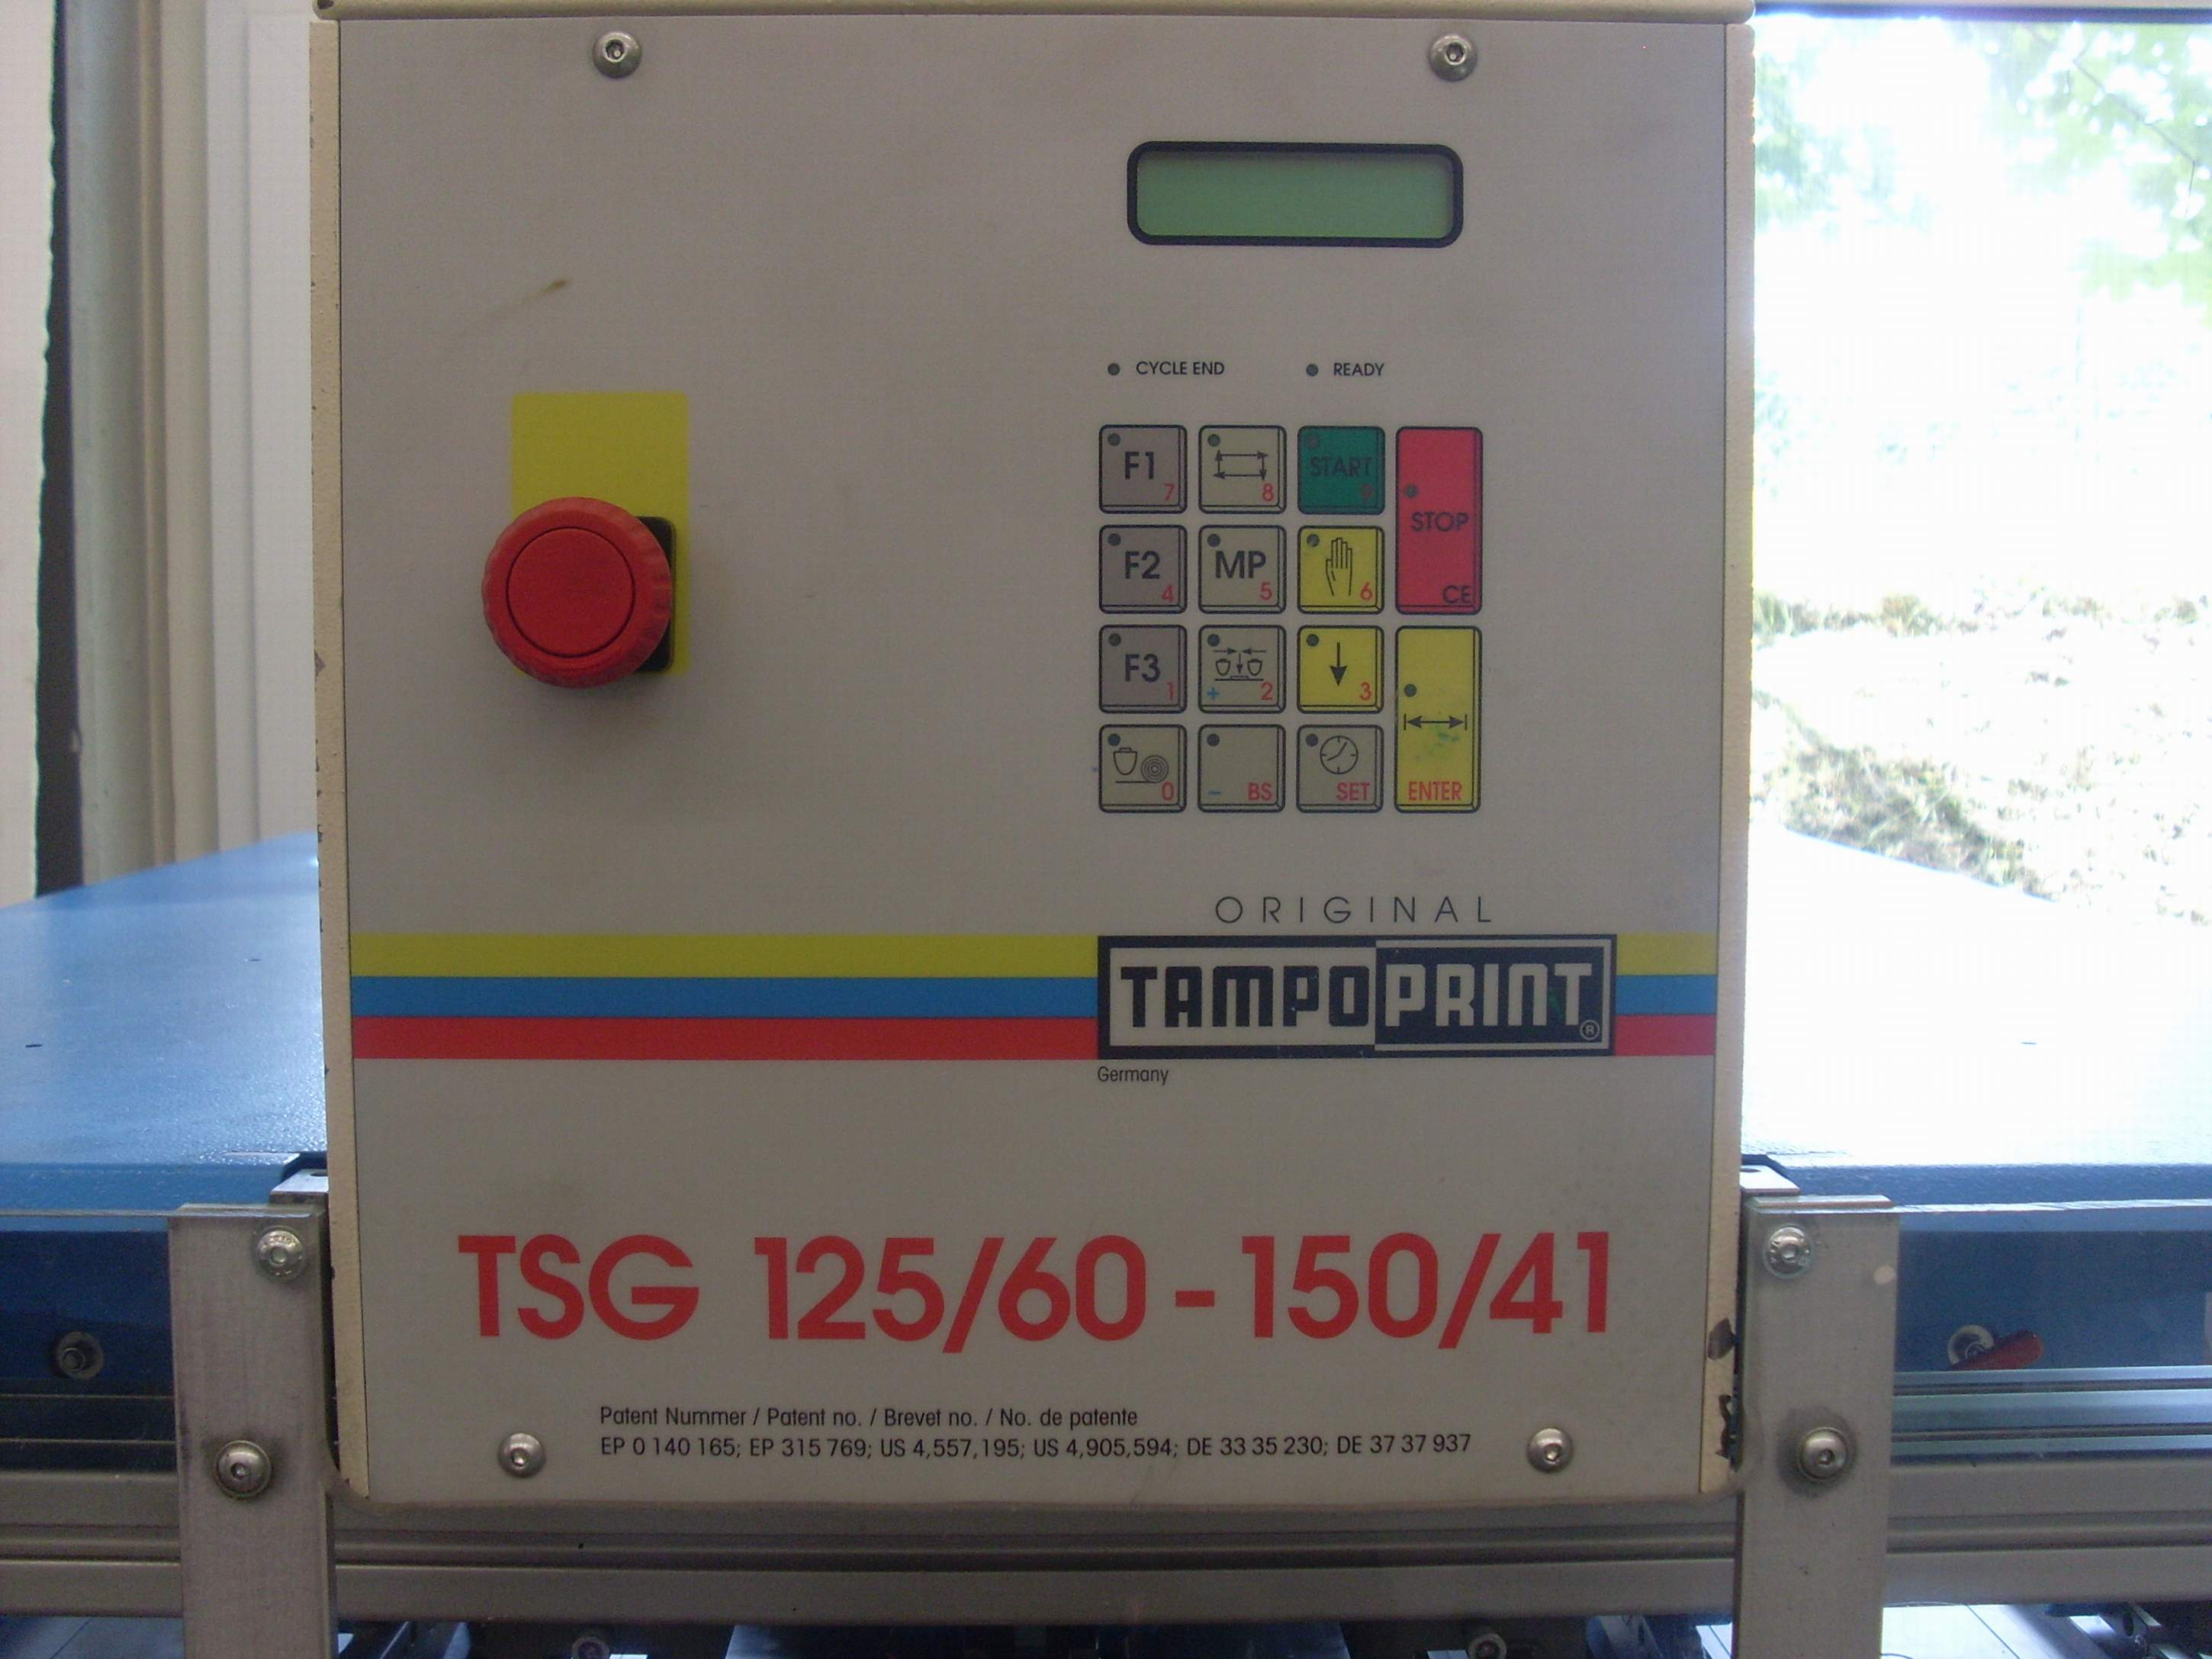 CYCLE END READY
F1 7 8 START 9 STOP CE
F2 4 MP 5 6
F3 1 + 2 3
0 - BS SET ENTER
ORIGINAL
TAMPOPRINT®
Germany
TSG 125/60-150/41
Patent Nummer / Patent no. / Brevet no. / No. de patente
EP 0 140 165; EP 315 769; US 4,557,195; US 4,905,594; DE 33 35 230; DE 37 37 937